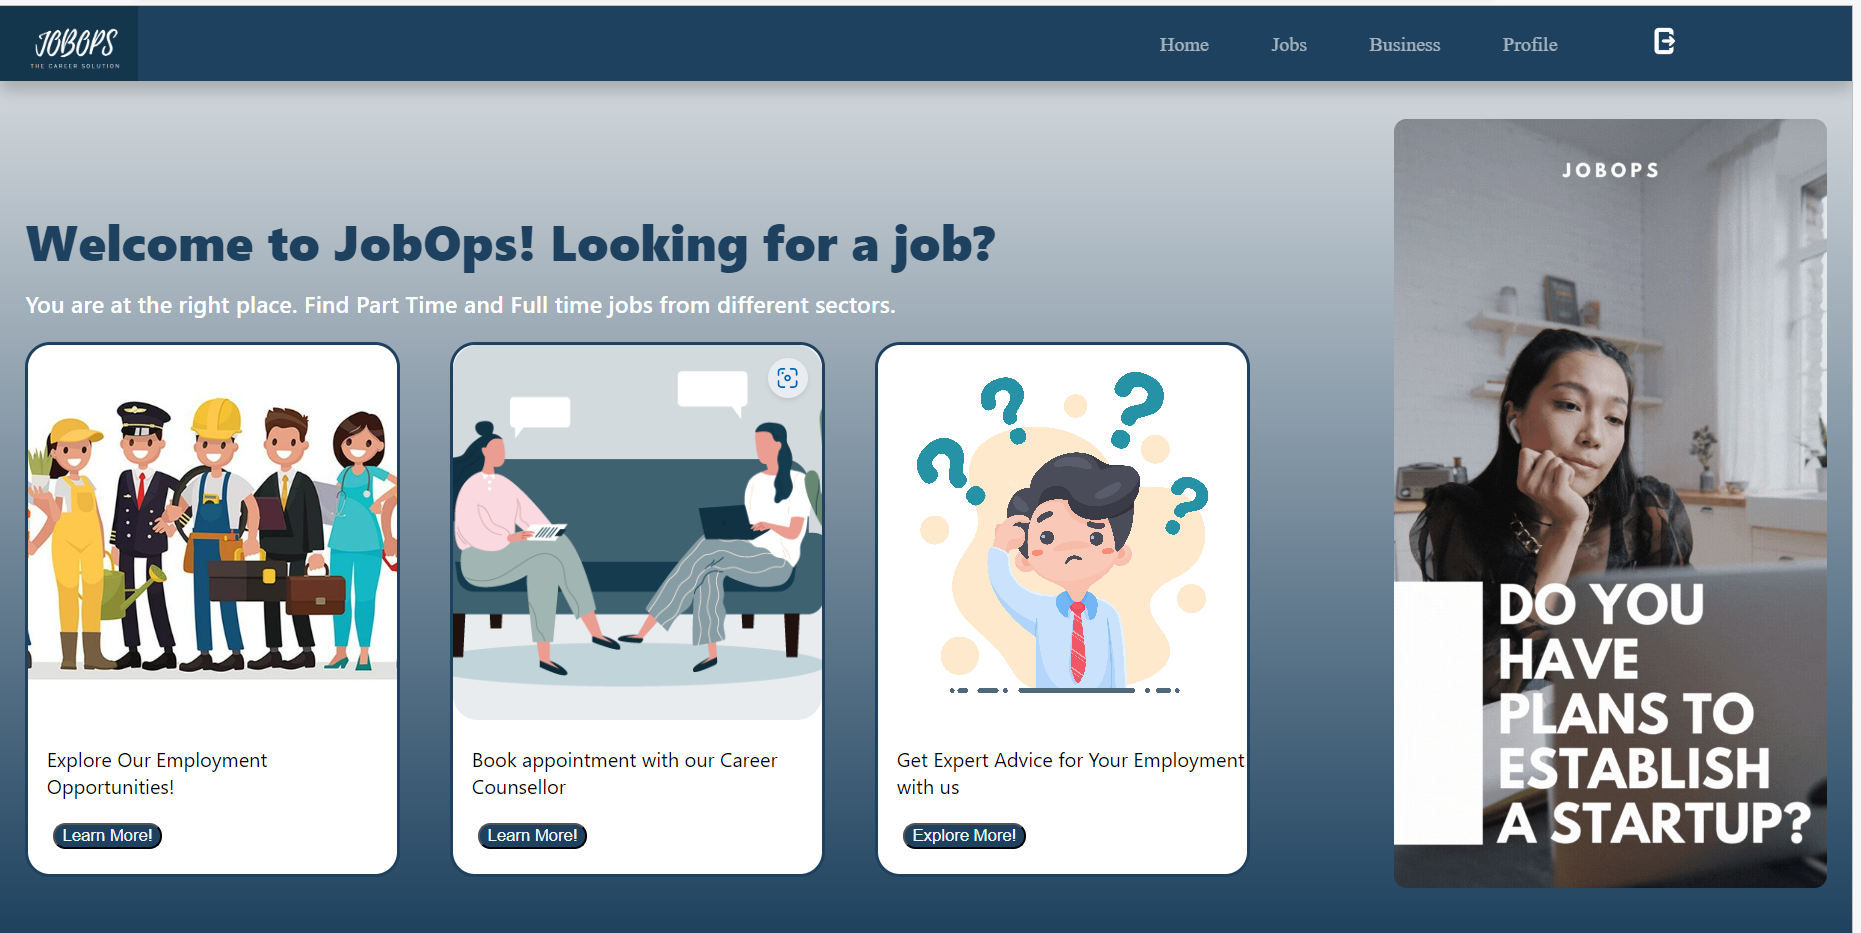 JOBOPS
THE CAREER SOLUTION
Home Jobs Business Profile
Welcome to JobOps! Looking for a job?
You are at the right place. Find Part Time and Full time jobs from different sectors.
Explore Our Employment
Opportunities!
Learn More!
Book appointment with our Career
Counsellor
Learn More!
Get Expert Advice for Your Employment
with us
Explore More!
JOBOPS
DO YOU
HAVE
PLANS TO
ESTABLISH
A STARTUP?